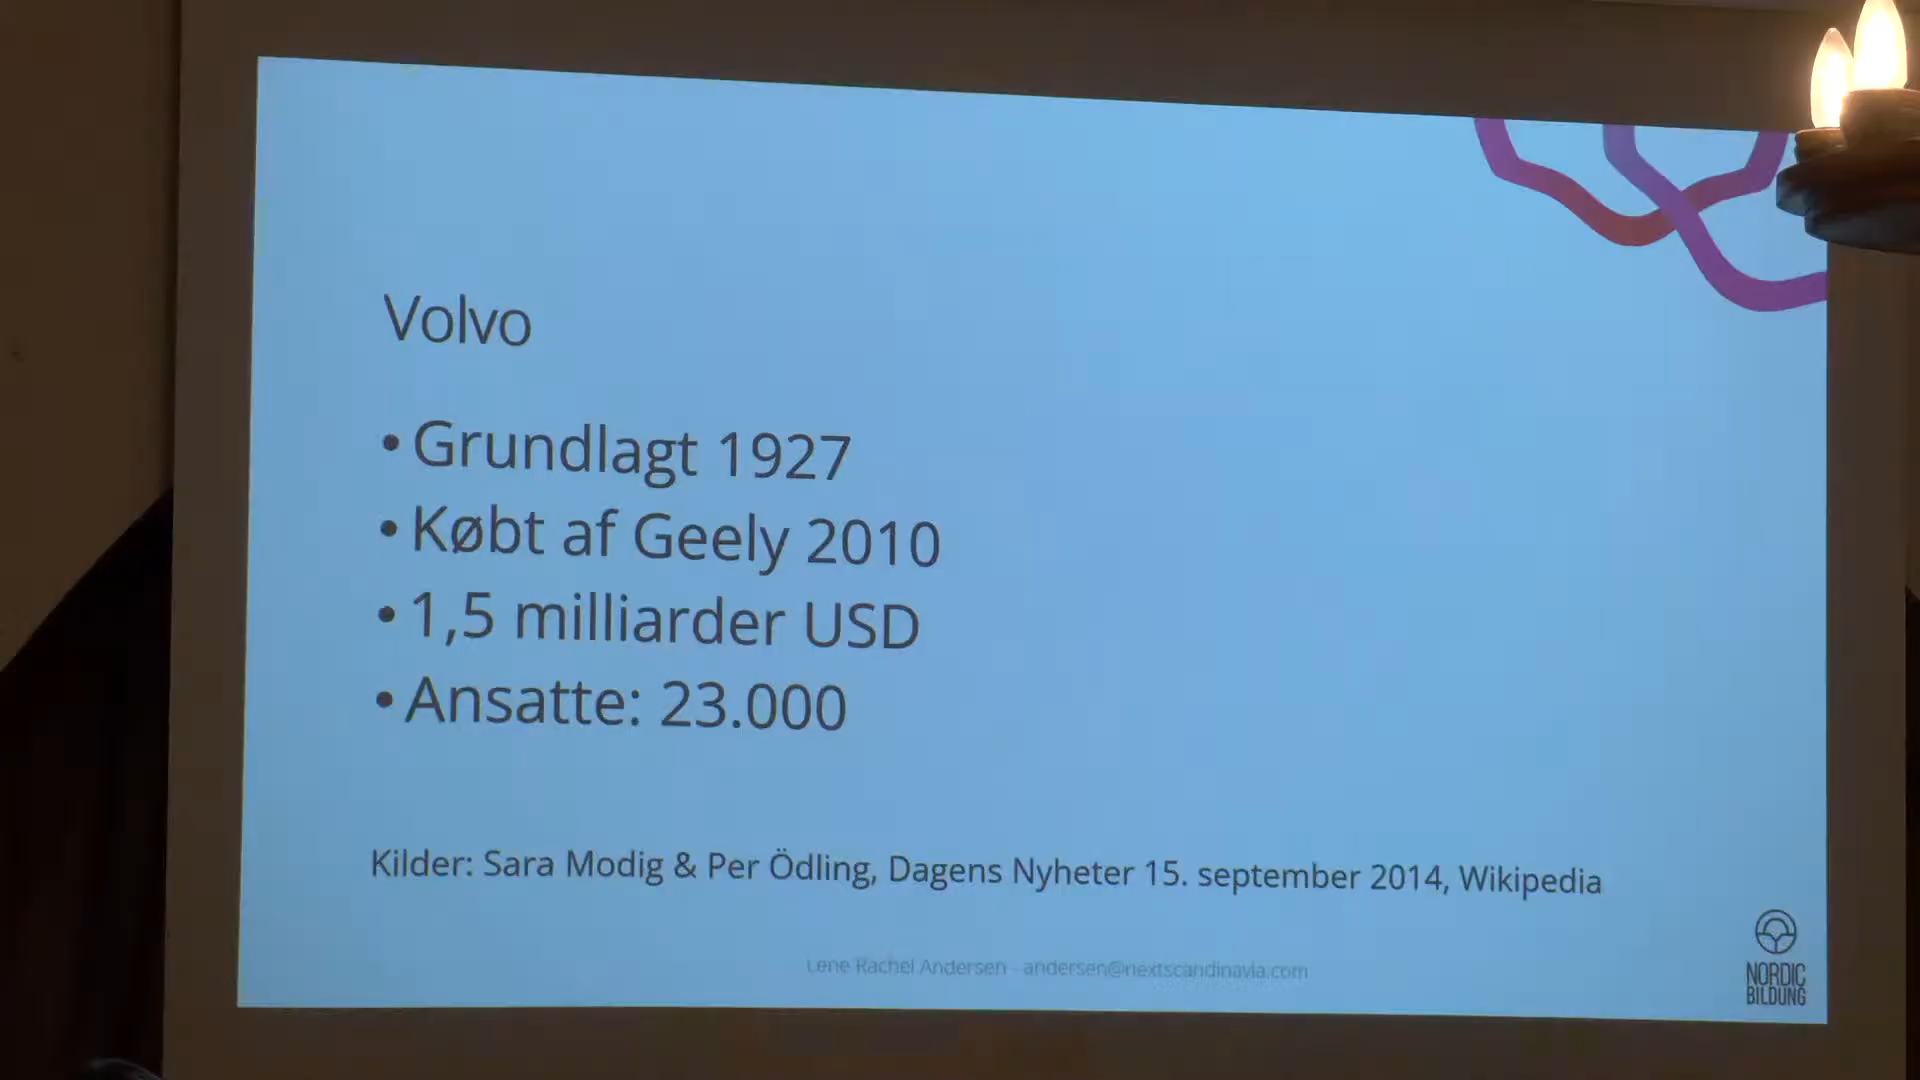 Volvo
• Grundlagt 1927
• Købt af Geely 2010
• 1,5 milliarder USD
• Ansatte: 23.000
Kilder: Sara Modig & Per Ödling, Dagens Nyheter 15. september 2014, Wikipedia
Lene Rachel Andersen - andersen@nextscandinavia.com
NORDIC
BILDUNG